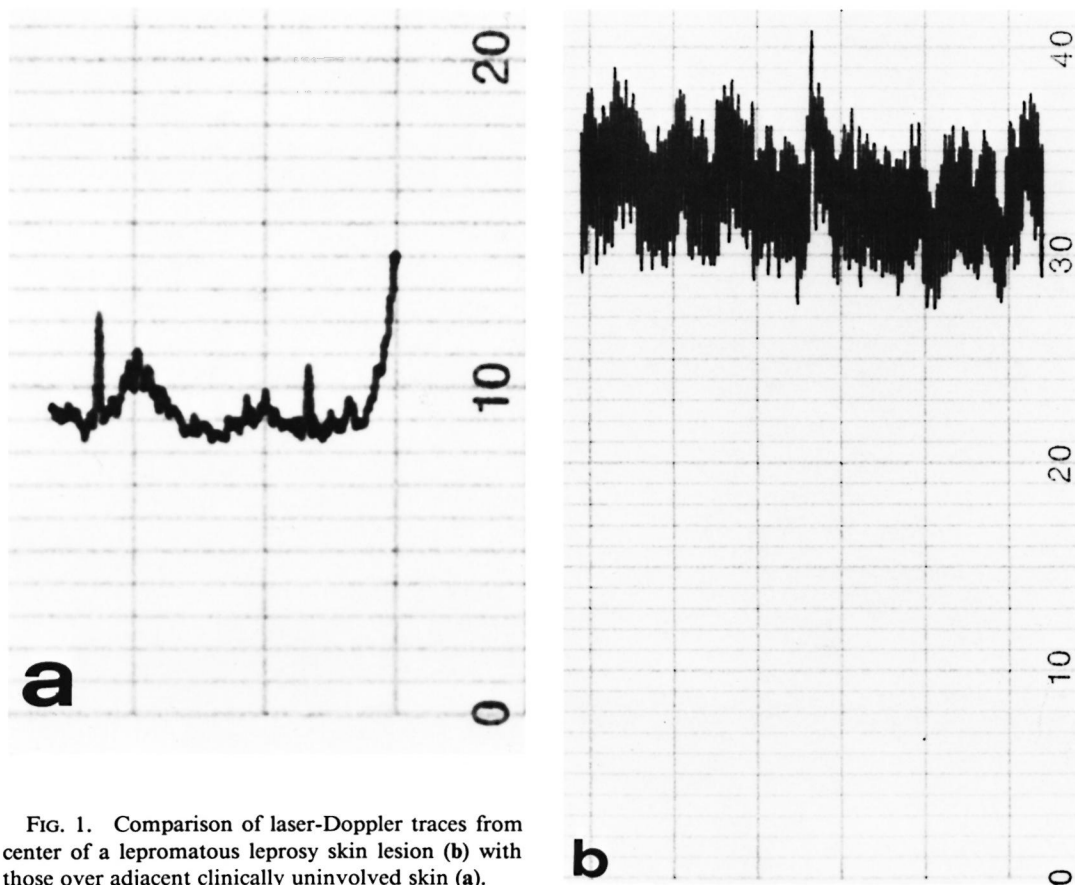 20
10
0
a
40
30
20
10
0
b
FIG. 1. Comparison of laser-Doppler traces from
center of a lepromatous leprosy skin lesion (b) with
those over adjacent clinically uninvolved skin (a).